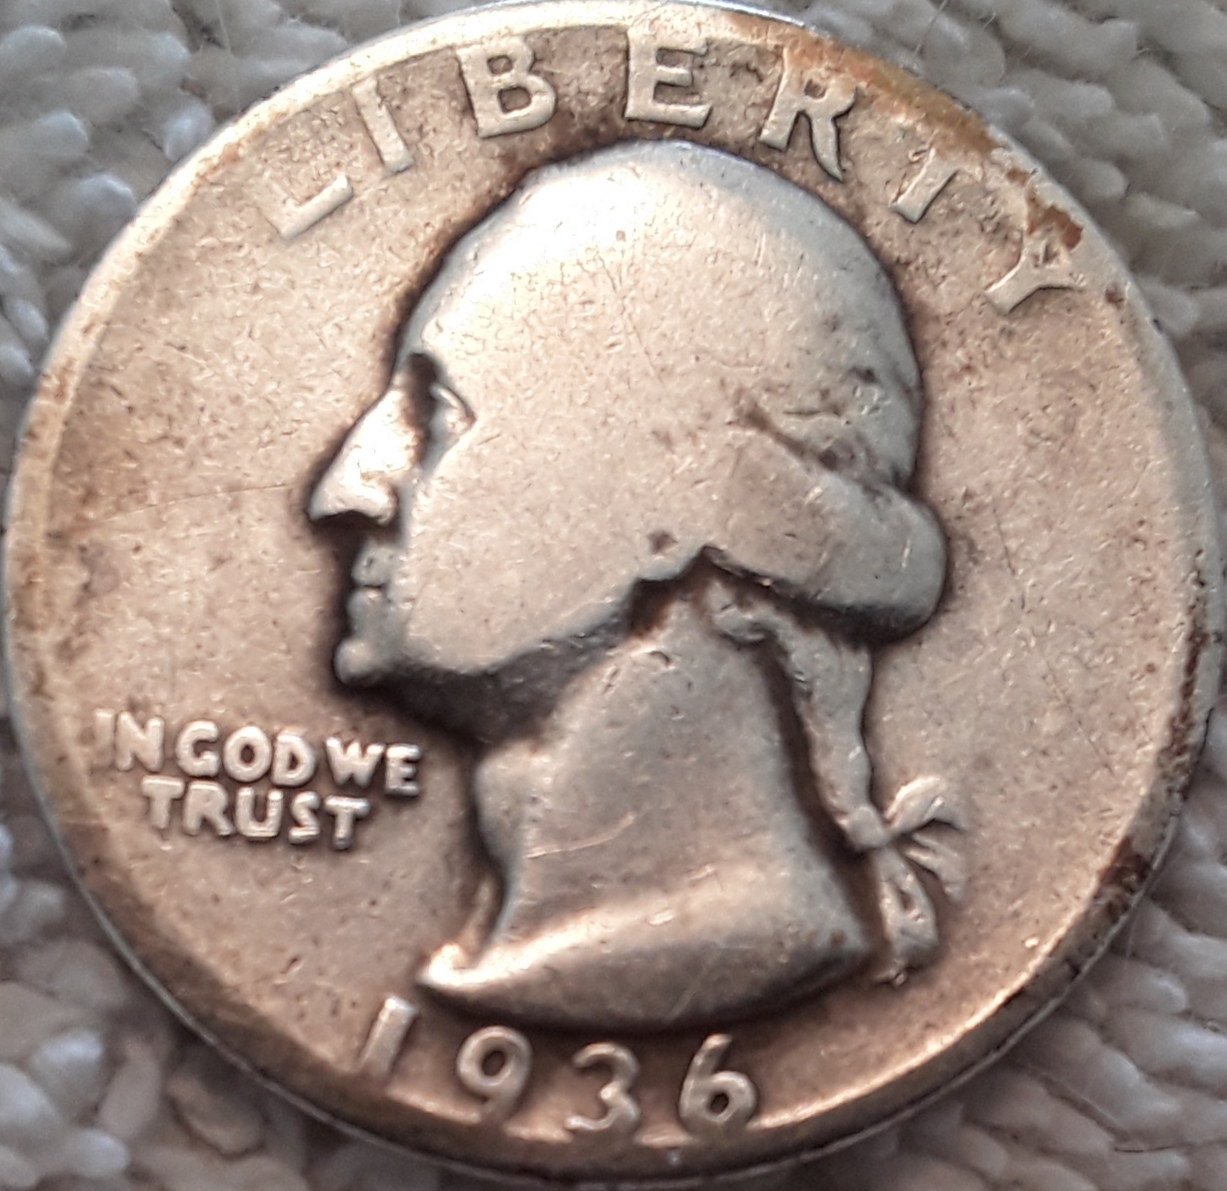 LIBERTY
IN GOD WE
TRUST
1936